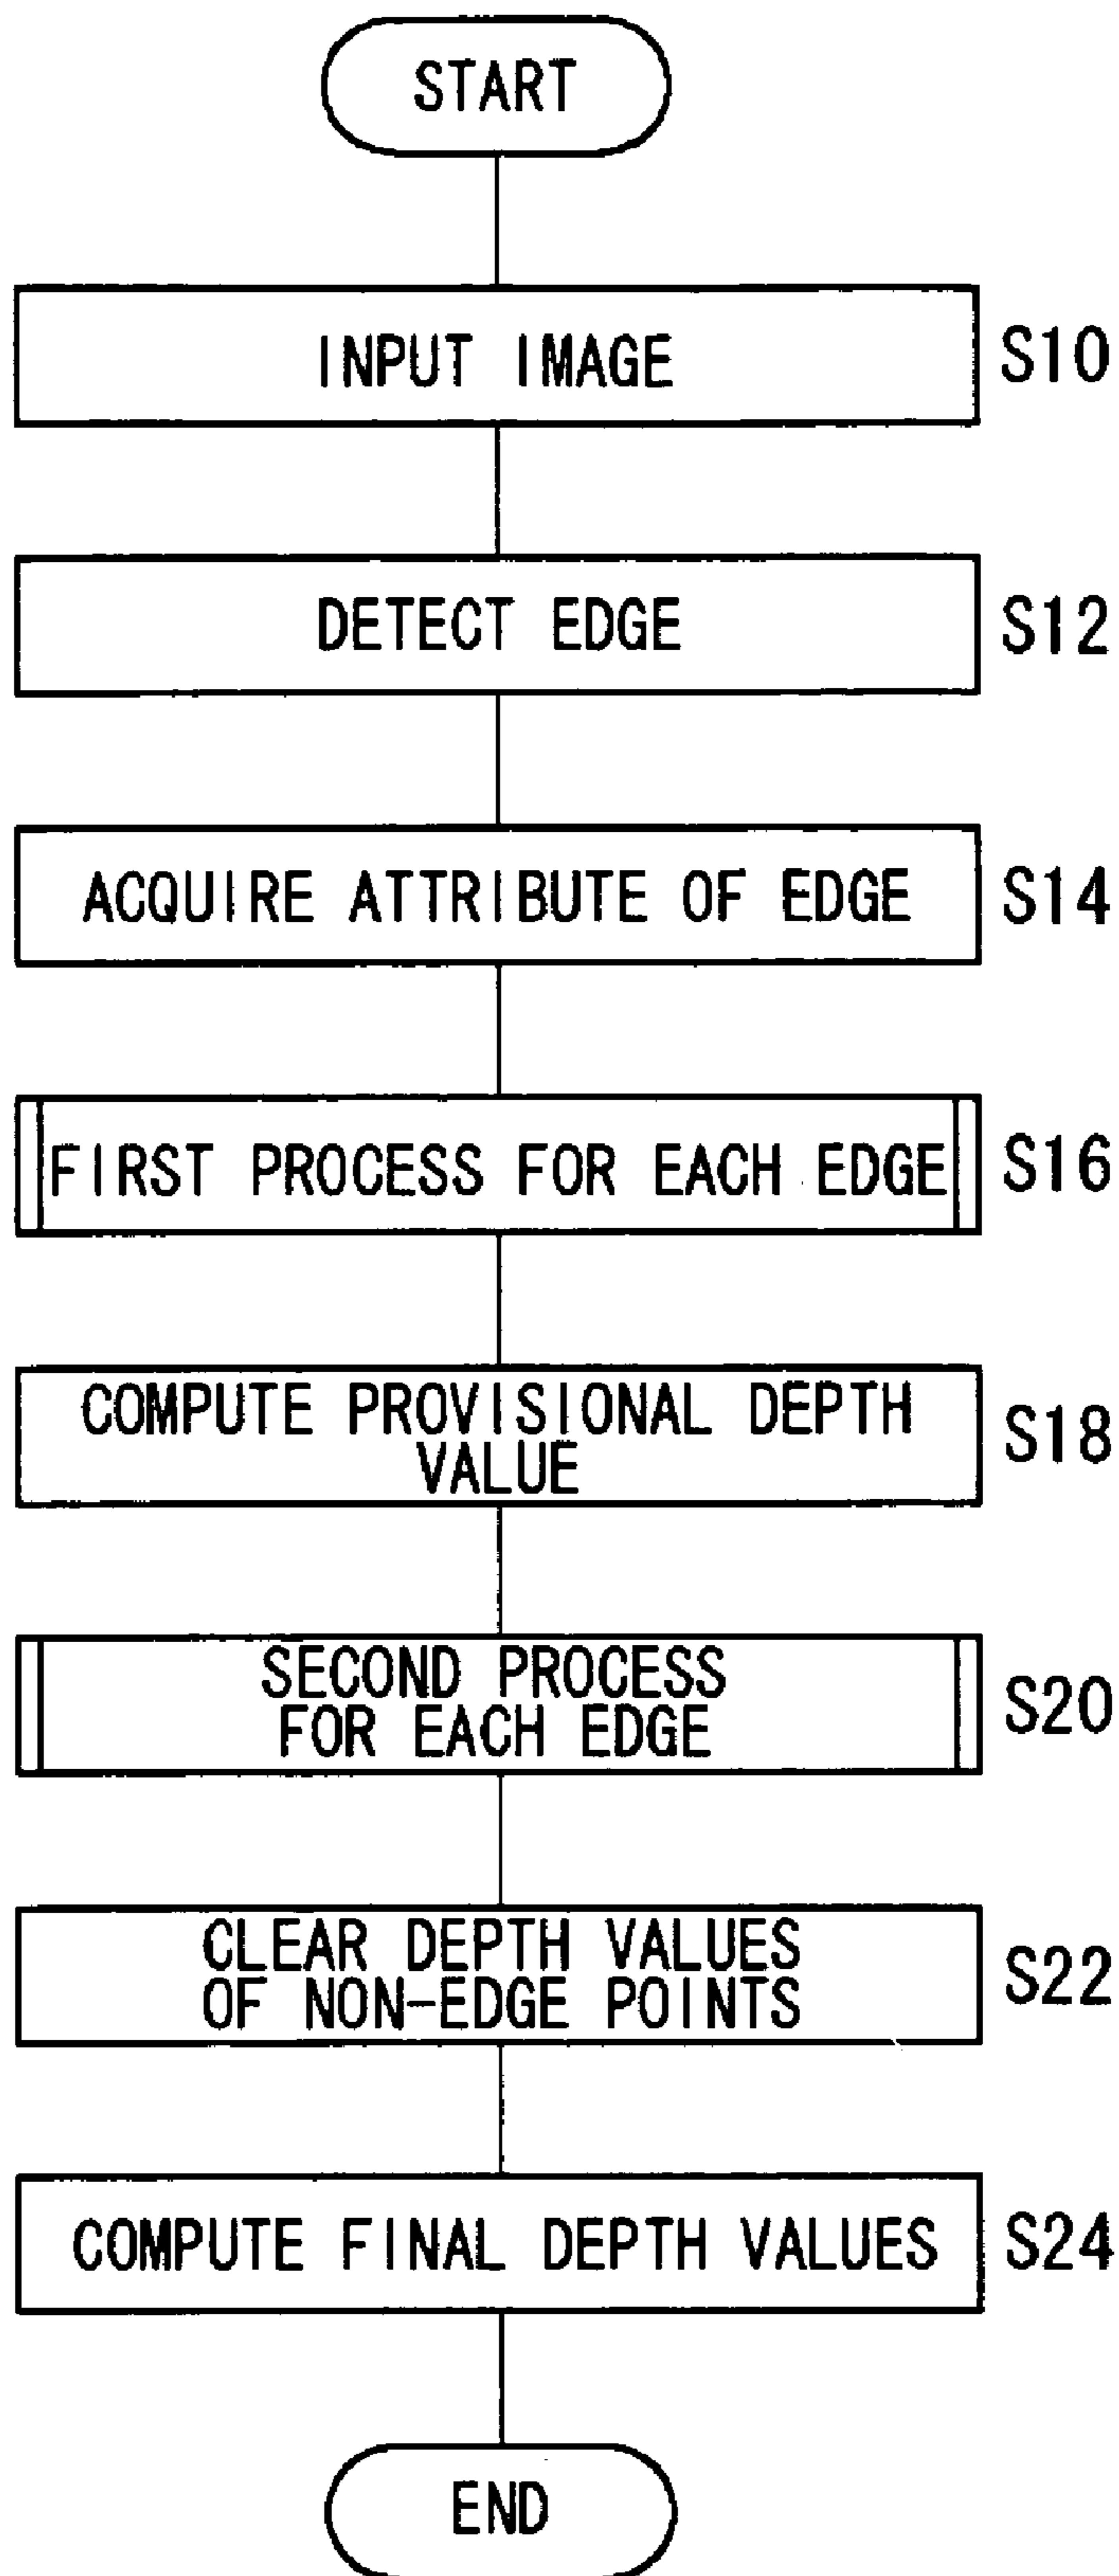 START
INPUT IMAGE S10
DETECT EDGE S12
ACQUIRE ATTRIBUTE OF EDGE S14
FIRST PROCESS FOR EACH EDGE S16
COMPUTE PROVISIONAL DEPTH
VALUE S18
SECOND PROCESS
FOR EACH EDGE S20
CLEAR DEPTH VALUES
OF NON-EDGE POINTS S22
COMPUTE FINAL DEPTH VALUES S24
END